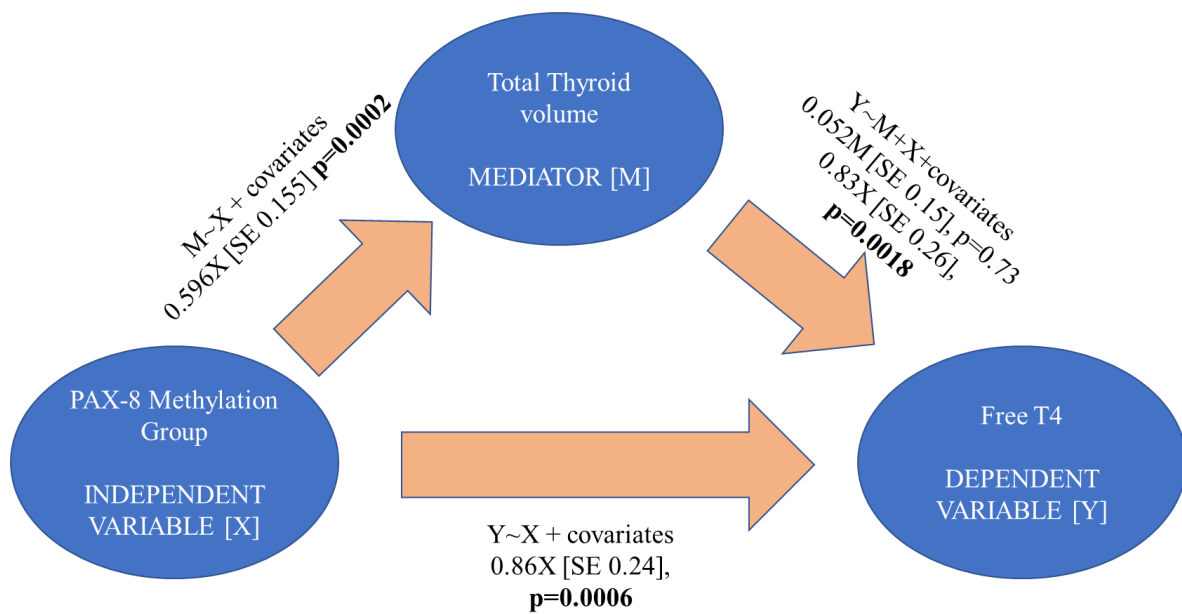 Total Thyroid
volume
MEDIATOR [M]
M~X + covariates
0.596X [SE 0.155] p=0.0002
Y~M+X+covariates
0.052M [SE 0.15], p=0.73
0.83X [SE 0.26],
p=0.0018
PAX-8 Methylation
Group
INDEPENDENT
VARIABLE [X]
Free T4
DEPENDENT
VARIABLE [Y]
Y~X + covariates
0.86X [SE 0.24],
p=0.0006